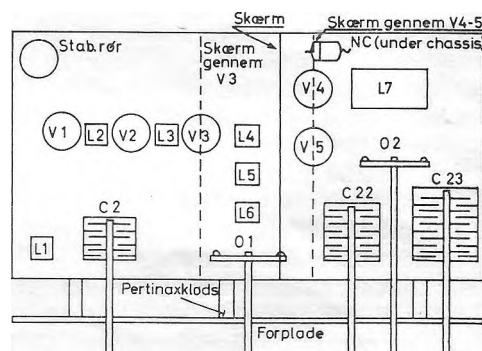 Skærm
Skærm gennem V4-5
Stab.rør
Skærm
gennem
V3
NC (under chassis
V4
L7
V1
L2
V2
L3
V3
L4
V5
O2
L5
C2
C22
C23
L6
L1
O1
Pertinaxklods
Forplade